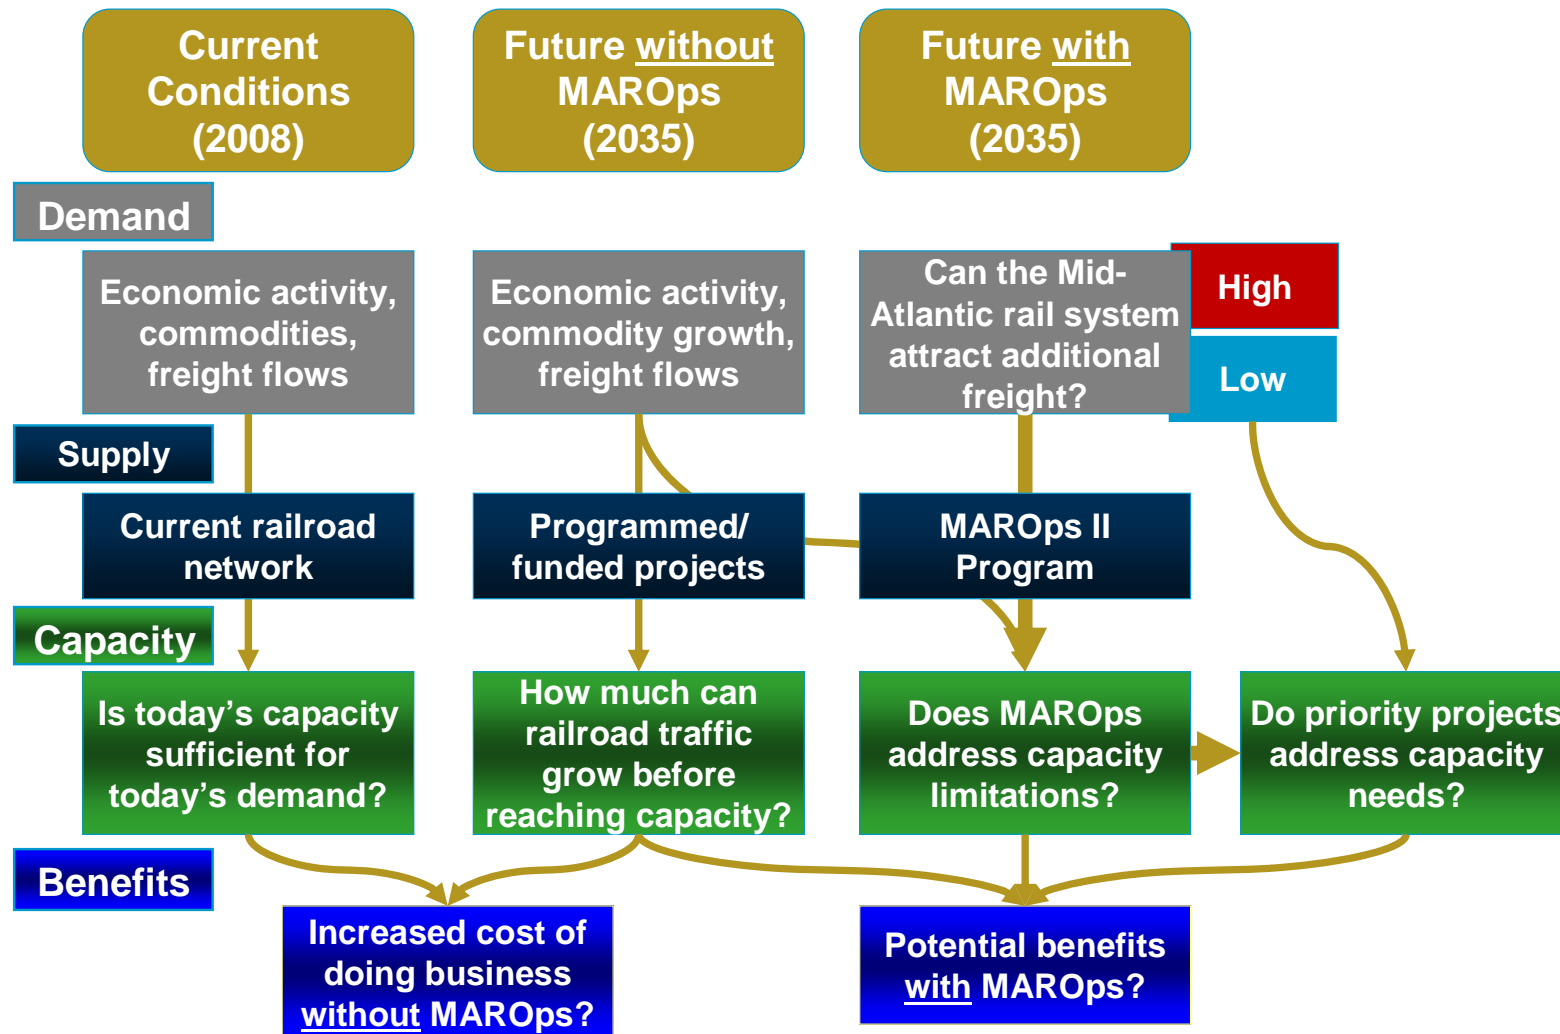 Current
Conditions
(2008)
Future without
MAROps
(2035)
Future with
MAROps
(2035)
Demand
Economic activity,
commodities,
freight flows
Economic activity,
commodity growth,
freight flows
Can the Mid-
Atlantic rail system
attract additional
freight?
High
Low
Supply
Current railroad
network
Programmed/
funded projects
MAROps II
Program
Capacity
Is today’s capacity
sufficient for
today’s demand?
How much can
railroad traffic
grow before
reaching capacity?
Does MAROps
address capacity
limitations?
Do priority projects
address capacity
needs?
Benefits
Increased cost of
doing business
without MAROps?
Potential benefits
with MAROps?